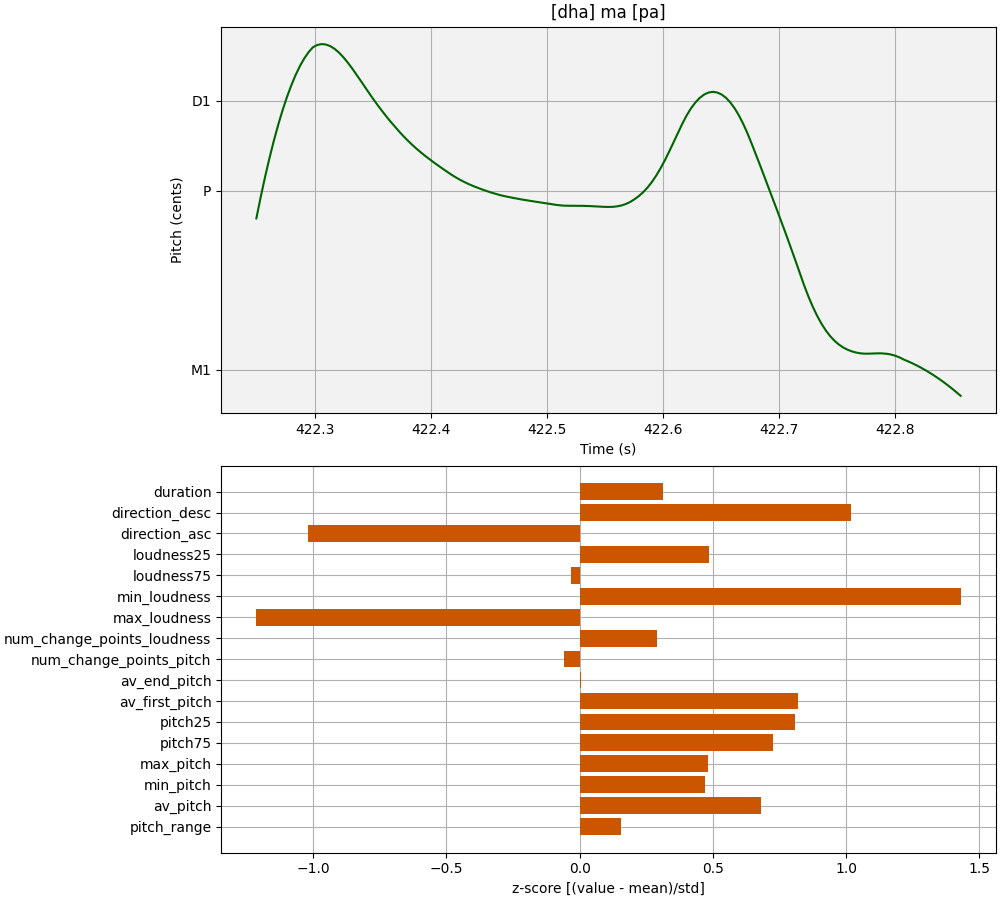 [dha] ma [pa]
Pitch (cents)
D1
P
M1
422.3 422.4 422.5 422.6 422.7 422.8
Time (s)
duration
direction_desc
direction_asc
loudness25
loudness75
min_loudness
max_loudness
num_change_points_loudness
num_change_points_pitch
av_end_pitch
av_first_pitch
pitch25
pitch75
max_pitch
min_pitch
av_pitch
pitch_range
−1.0 −0.5 0.0 0.5 1.0 1.5
z-score [(value - mean)/std]